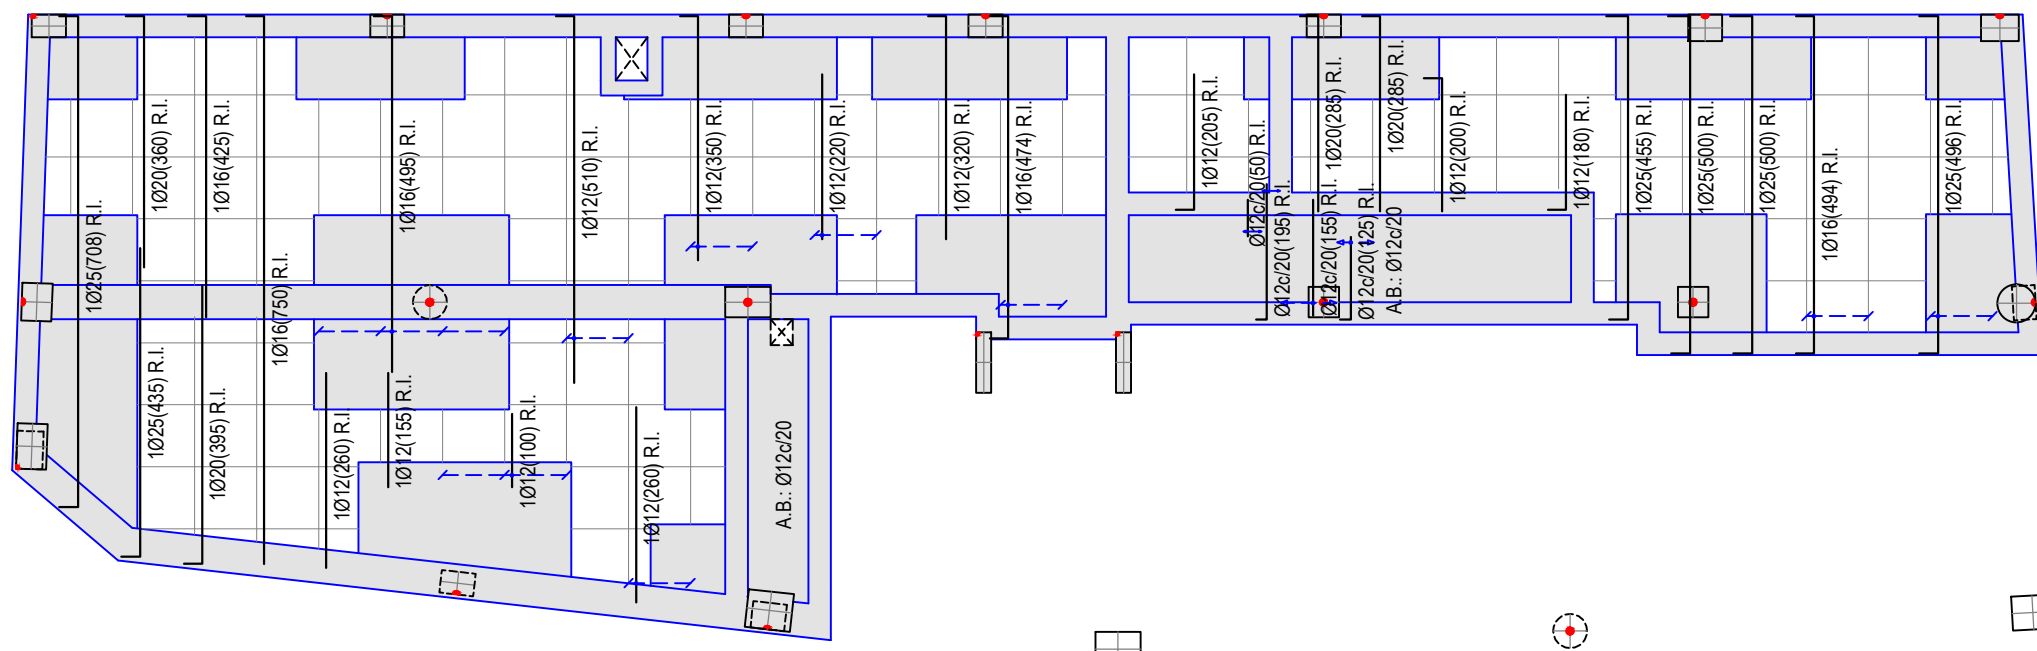 1Ø25(708) R.I.
1Ø20(360) R.I.
1Ø25(435) R.I.
1Ø16(425) R.I.
1Ø20(395) R.I.
1Ø16(750) R.I.
1Ø12(260) R.I.
1Ø16(495) R.I.
1Ø12(155) R.I.
1Ø12(100) R.I.
1Ø12(510) R.I.
1Ø12(260) R.I.
1Ø12(350) R.I.
A.B.: Ø12c/20
1Ø12(220) R.I.
1Ø12(320) R.I.
1Ø16(474) R.I.
1Ø12(205) R.I.
Ø12c/20(50) R.I.
Ø12c/20(195) R.I.
1Ø20(285) R.I.
Ø12c/20(155) R.I.
Ø12c/20(125) R.I.
1Ø20(285) R.I.
A.B.: Ø12c/20
1Ø12(200) R.I.
1Ø12(180) R.I.
1Ø25(455) R.I.
1Ø25(500) R.I.
1Ø25(500) R.I.
1Ø16(494) R.I.
1Ø25(496) R.I.